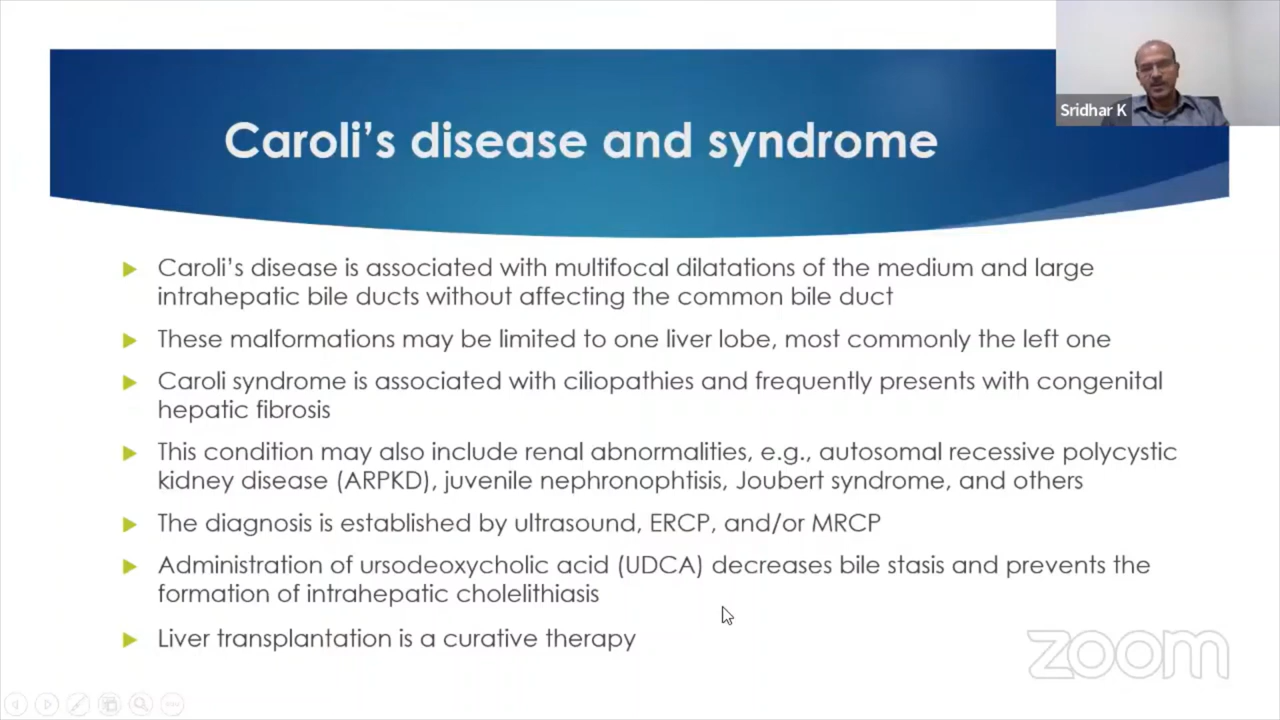 Sridhar K
Caroli's disease and syndrome
Caroli's disease is associated with multifocal dilatations of the medium and large
intrahepatic bile ducts without affecting the common bile duct
These malformations may be limited to one liver lobe, most commonly the left one
Caroli syndrome is associated with ciliopathies and frequently presents with congenital
hepatic fibrosis
This condition may also include renal abnormalities, e.g., autosomal recessive polycystic
kidney disease (ARPKD), juvenile nephronophtisis, Joubert syndrome, and others
The diagnosis is established by ultrasound, ERCP, and/or MRCP
Administration of ursodeoxycholic acid (UDCA) decreases bile stasis and prevents the
formation of intrahepatic cholelithiasis
Liver transplantation is a curative therapy
zoom